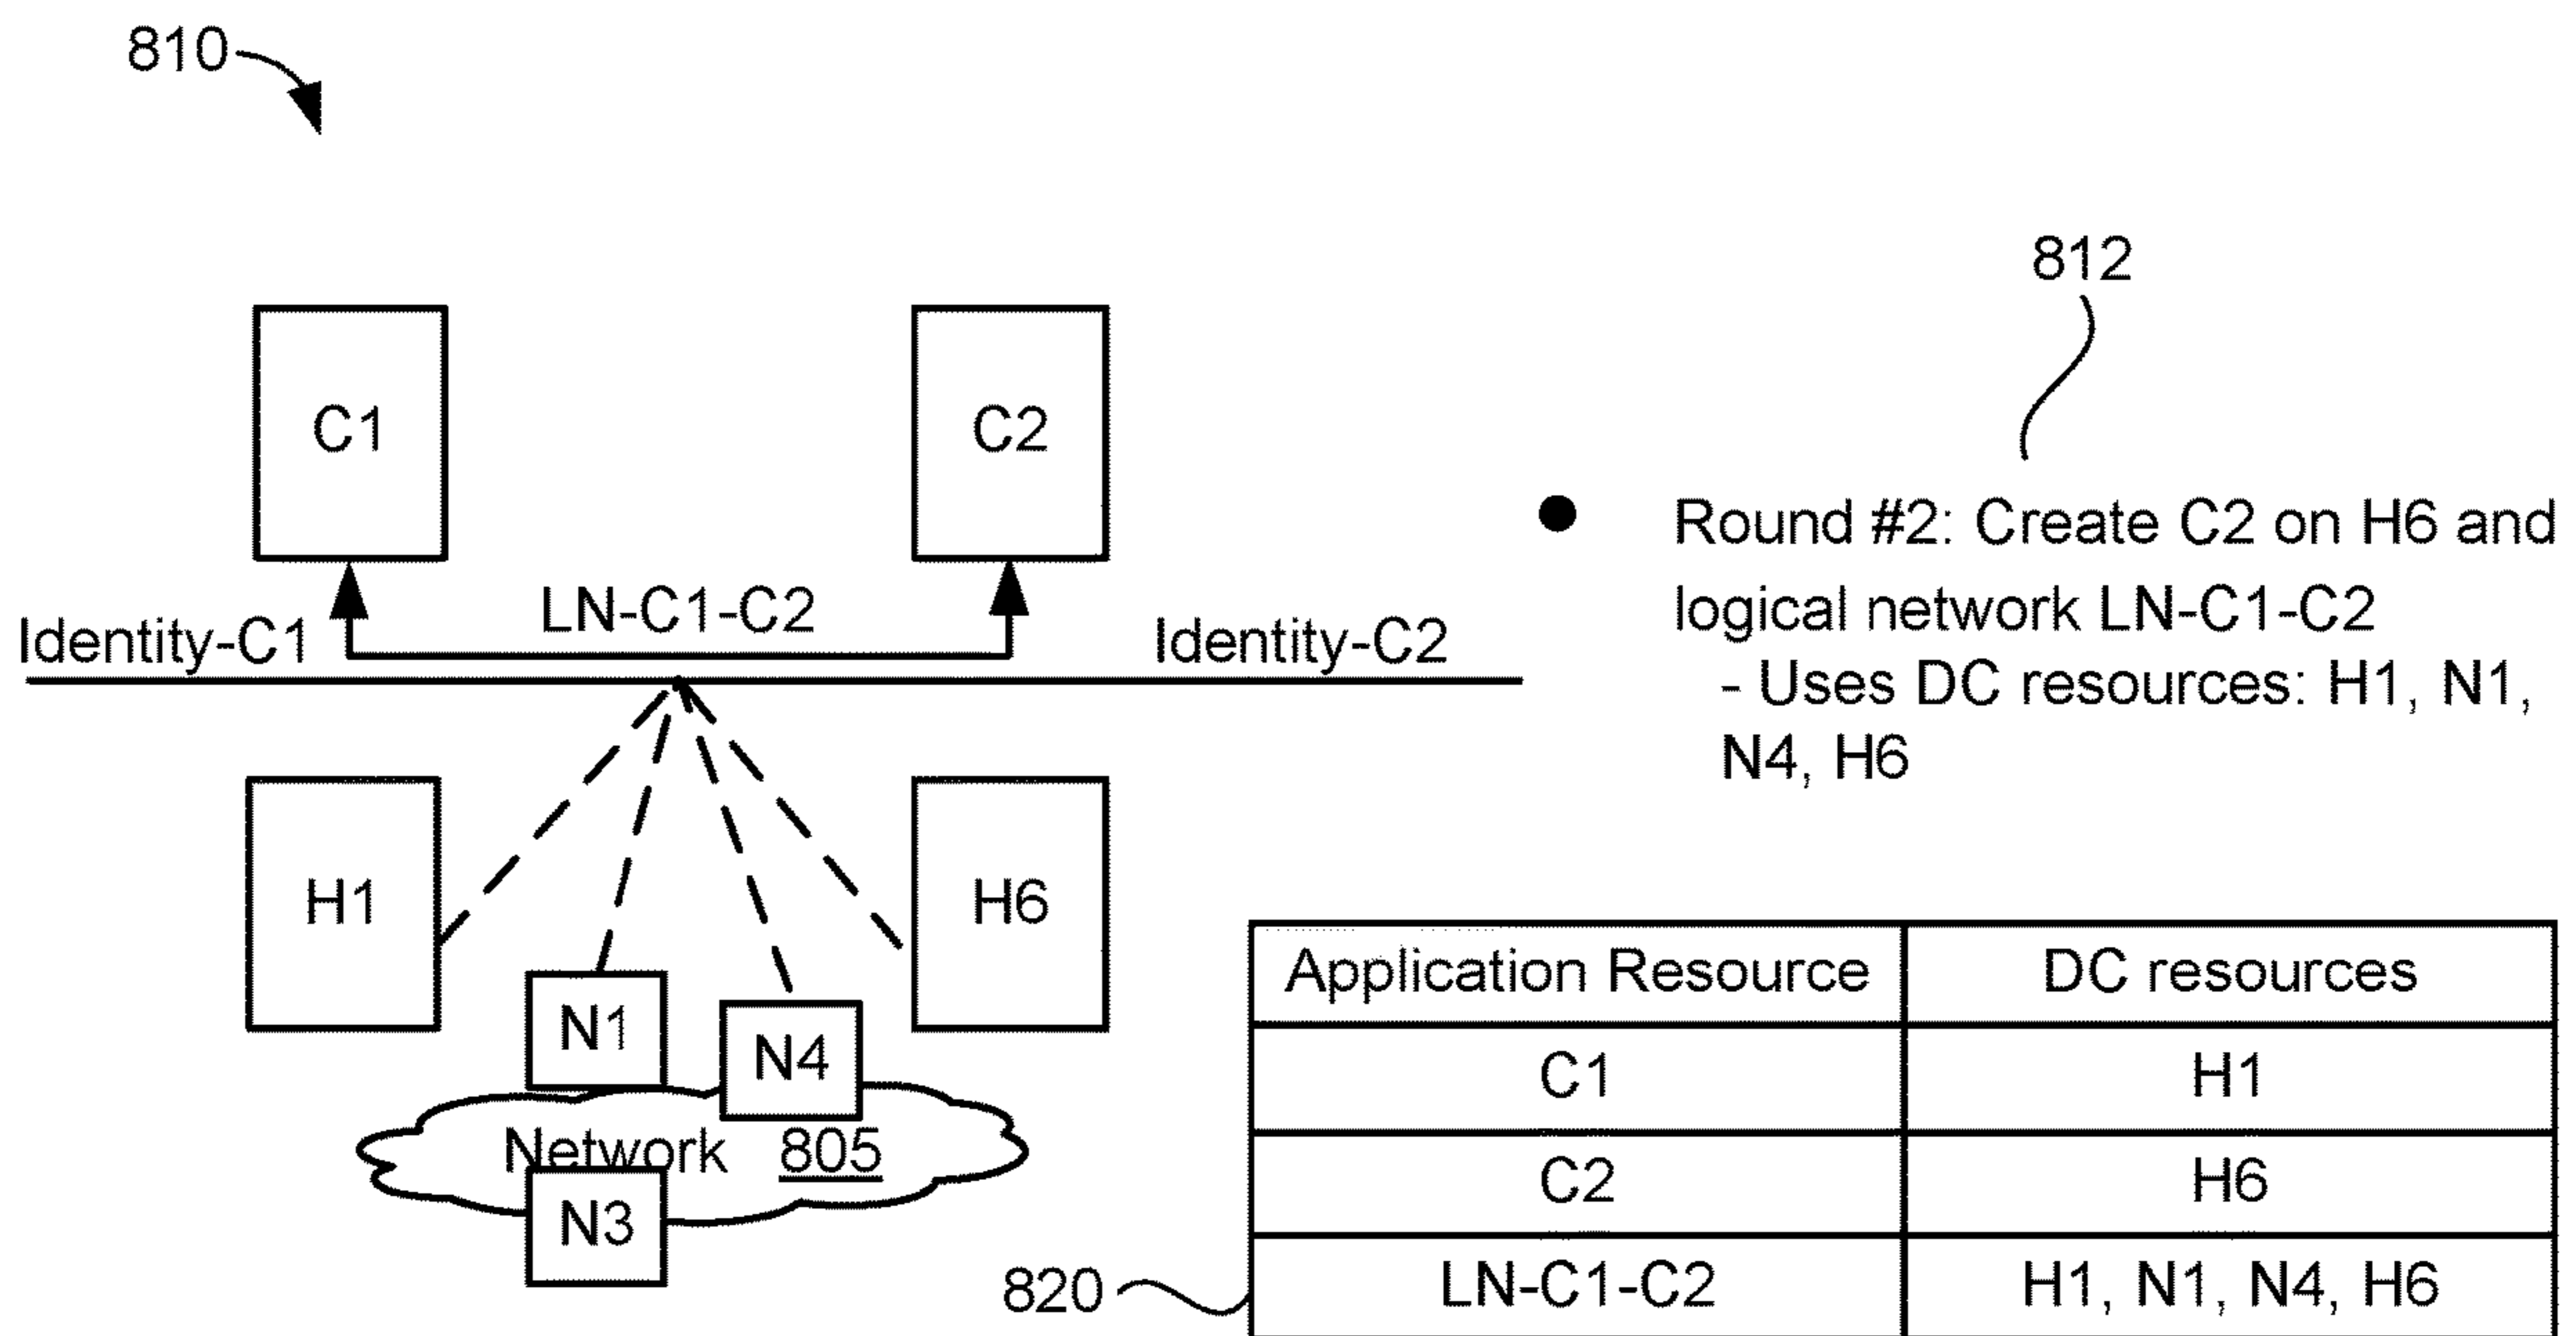 810
812
C1
C2
● Round #2: Create C2 on H6 and
logical network LN-C1-C2
- Uses DC resources: H1, N1,
N4, H6
LN-C1-C2
Identity-C1
Identity-C2
H1
H6
N1
N4
Network 805
N3
Application Resource DC resources
C1 H1
C2 H6
LN-C1-C2 H1, N1, N4, H6
820